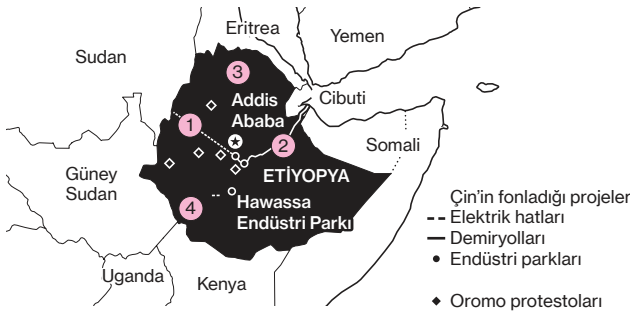 Eritrea
Yemen
Sudan
3
Addis
Ababa
Cibuti
1
2
Somali
Güney
Sudan
ETİYOPYA
4
Hawassa
Endüstri Parkı
Uganda
Kenya
Çin'in fonladığı projeler
Elektrik hatları
Demiryolları
Endüstri parkları
Oromo protestoları